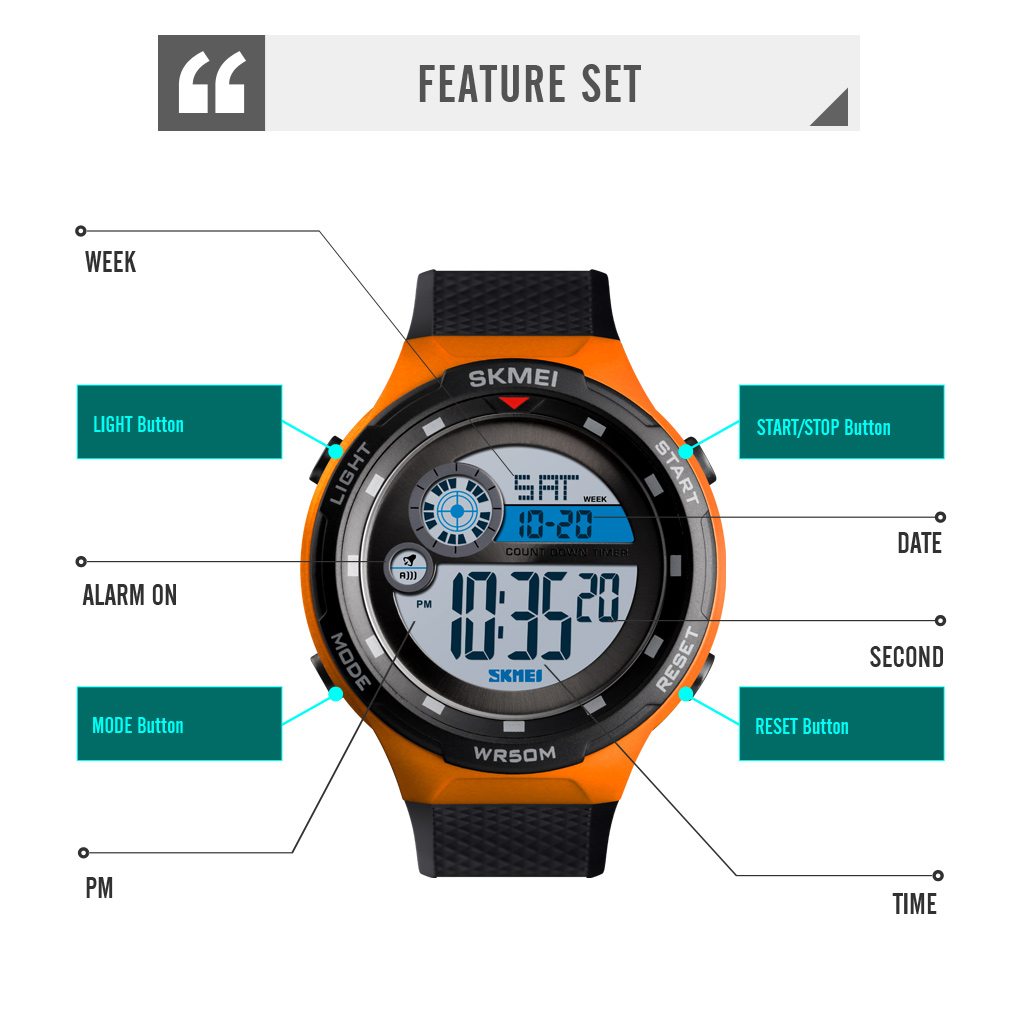 FEATURE SET
WEEK
SKMEI
LIGHT Button
START/STOP Button
LIGHT
START
SAT
WEEK
10-20
DATE
COUNT DOWN TIMER
ALARM ON
A)))
PM
10:35 20
SECOND
SKMEI
MODE
RESET
MODE Button
RESET Button
WR50M
PM
TIME